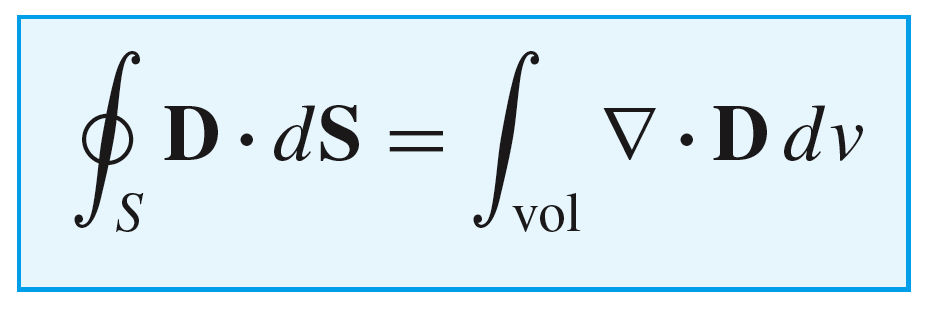 ∮_S 𝐃 · d𝐒 = ∫_vol ∇ · 𝐃 dv